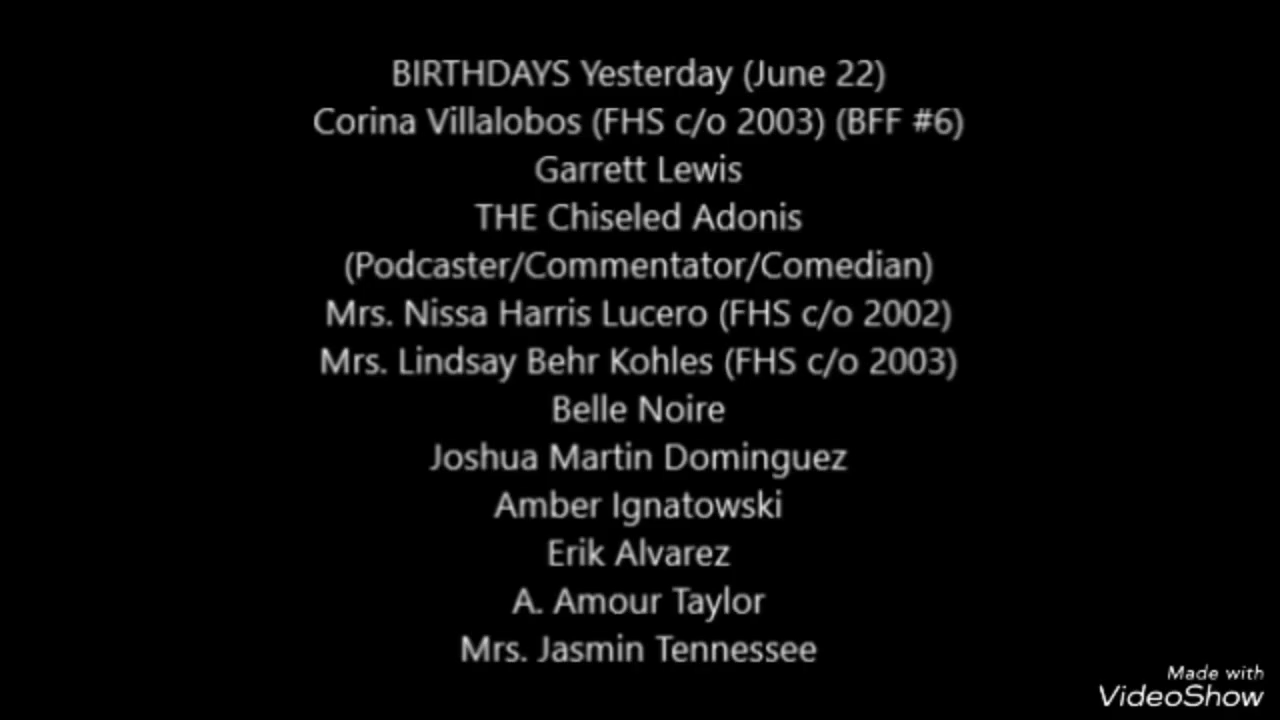 BIRTHDAYS Yesterday (June 22)
Corina Villalobos (FHS c/o 2003) (BFF #6)
Garrett Lewis
THE Chiseled Adonis
(Podcaster/Commentator/Comedian)
Mrs. Nissa Harris Lucero (FHS c/o 2002)
Mrs. Lindsay Behr Kohles (FHS c/o 2003)
Belle Noire
Joshua Martin Dominguez
Amber Ignatowski
Erik Alvarez
A. Amour Taylor
Mrs. Jasmin Tennessee
Made with
VideoShow